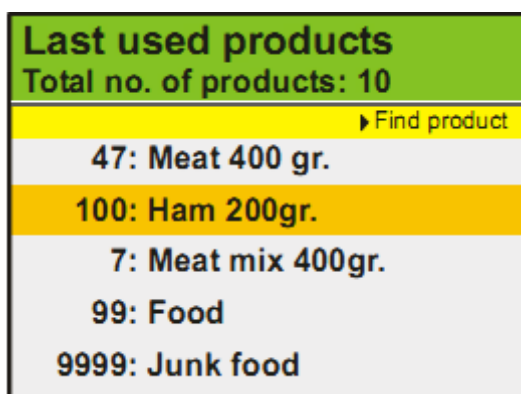 Last used products
Total no. of products: 10
Find product
47: Meat 400 gr.
100: Ham 200gr.
7: Meat mix 400gr.
99: Food
9999: Junk food